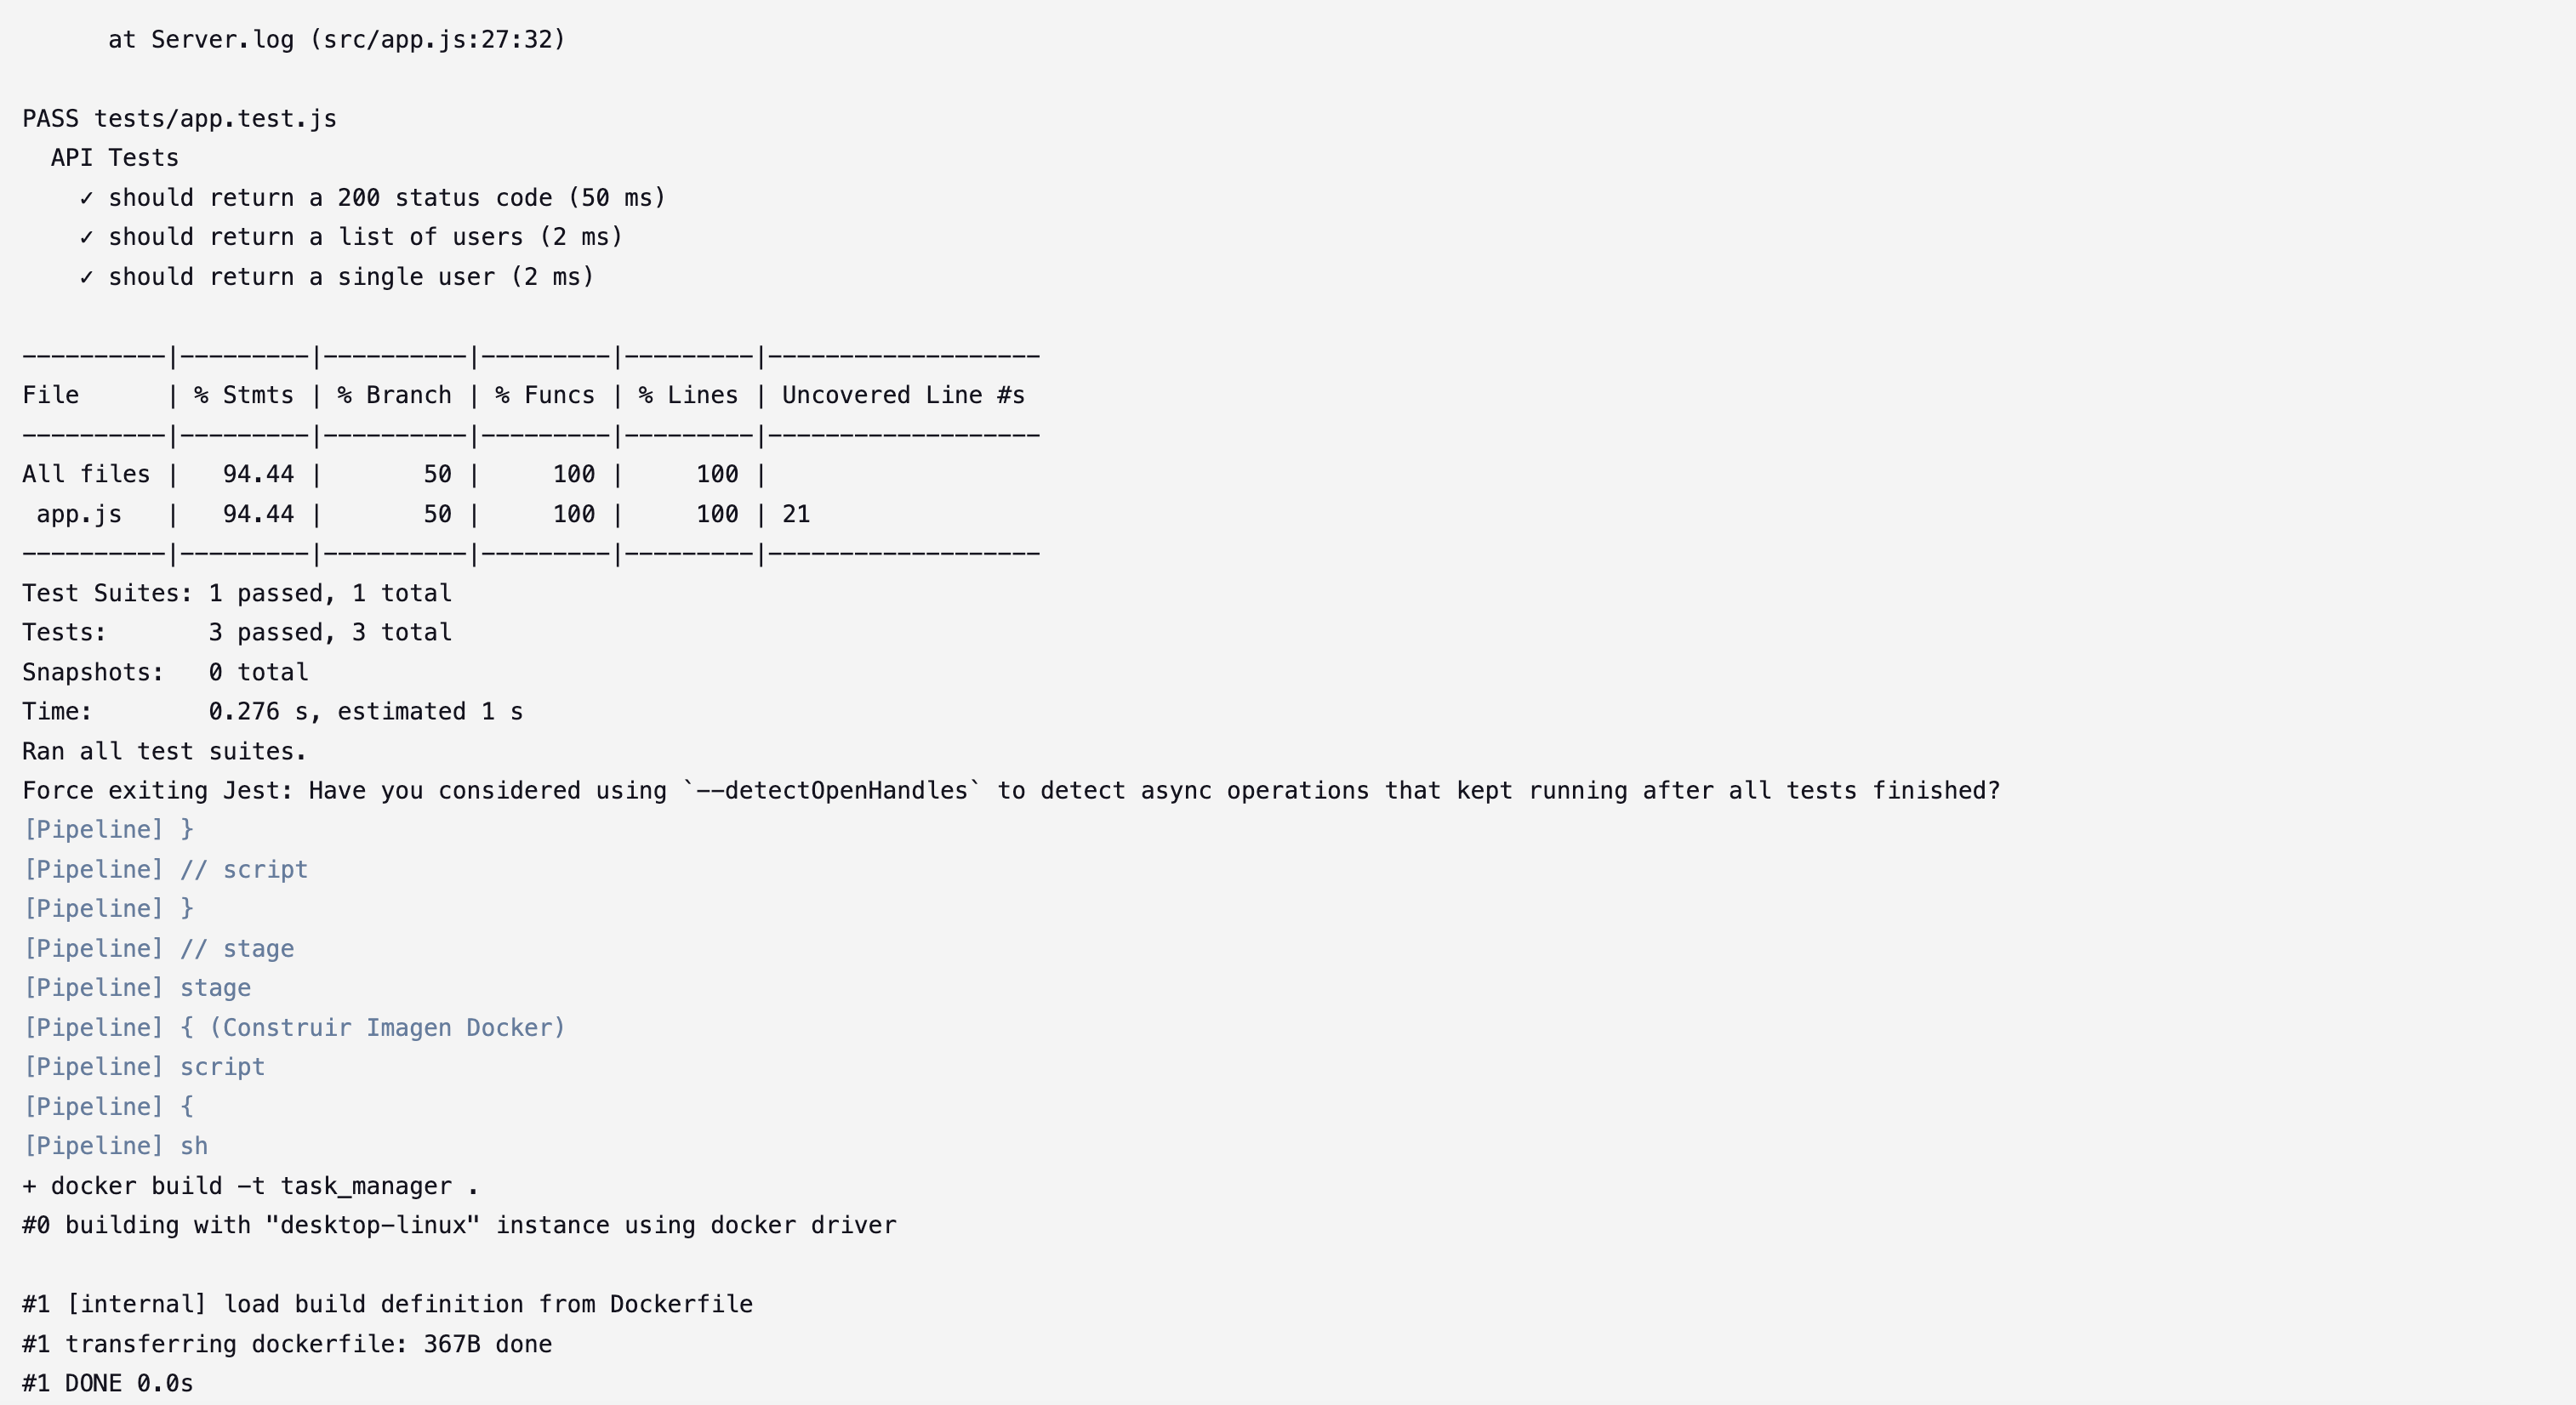 at Server.log (src/app.js:27:32)

PASS tests/app.test.js
  API Tests
    ✓ should return a 200 status code (50 ms)
    ✓ should return a list of users (2 ms)
    ✓ should return a single user (2 ms)

----------|---------|----------|---------|---------|-------------------
File      | % Stmts | % Branch | % Funcs | % Lines | Uncovered Line #s
----------|---------|----------|---------|---------|-------------------
All files |   94.44 |       50 |     100 |     100 |
 app.js   |   94.44 |       50 |     100 |     100 | 21
----------|---------|----------|---------|---------|-------------------
Test Suites: 1 passed, 1 total
Tests:       3 passed, 3 total
Snapshots:   0 total
Time:        0.276 s, estimated 1 s
Ran all test suites.
Force exiting Jest: Have you considered using `--detectOpenHandles` to detect async operations that kept running after all tests finished?
[Pipeline] }
[Pipeline] // script
[Pipeline] }
[Pipeline] // stage
[Pipeline] stage
[Pipeline] { (Construir Imagen Docker)
[Pipeline] script
[Pipeline] {
[Pipeline] sh
+ docker build -t task_manager .
#0 building with "desktop-linux" instance using docker driver

#1 [internal] load build definition from Dockerfile
#1 transferring dockerfile: 367B done
#1 DONE 0.0s